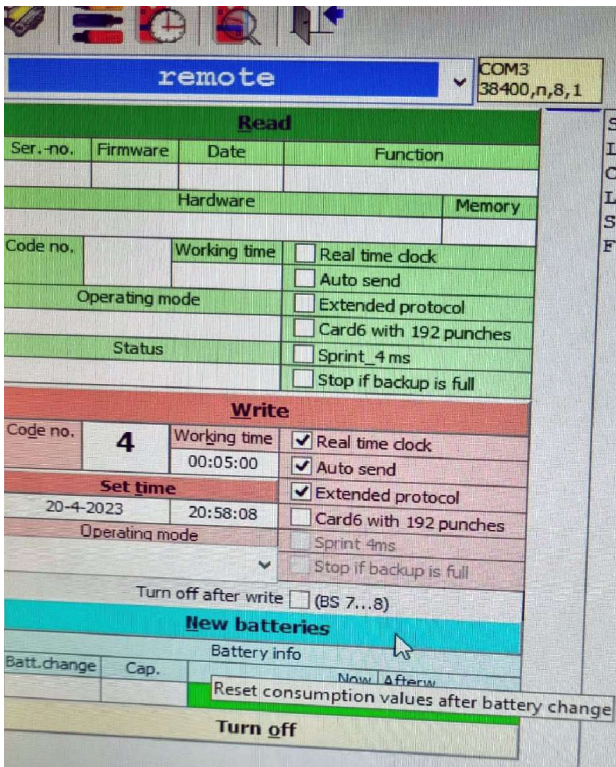 remote
COM3
38400,n,8,1
Read
Ser.-no. Firmware Date Function
Hardware Memory
Code no. Working time Real time clock
Auto send
Operating mode Extended protocol
Card6 with 192 punches
Status Sprint_4 ms
Stop if backup is full
Write
Code no. 4 Working time Real time clock
00:05:00 Auto send
Set time Extended protocol
20-4-2023 20:58:08 Card6 with 192 punches
Operating mode Sprint 4ms
Stop if backup is full
Turn off after write (BS 7...8)
New batteries
Battery info
Batt.change Cap. Now Afterw
Reset consumption values after battery change
Turn off
S
L
C
L
S
F